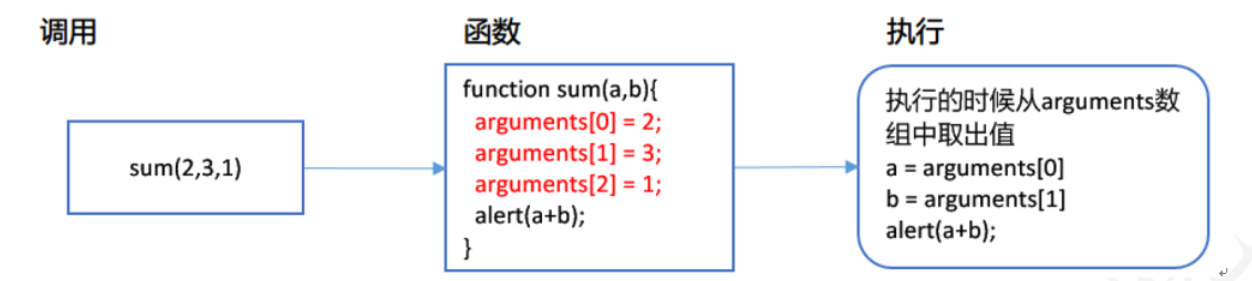 调用
函数
执行
sum(2,3,1)
function sum(a,b){
arguments[0] = 2;
arguments[1] = 3;
arguments[2] = 1;
alert(a+b);
}
执行的时候从arguments数
组中取出值
a = arguments[0]
b = arguments[1]
alert(a+b);